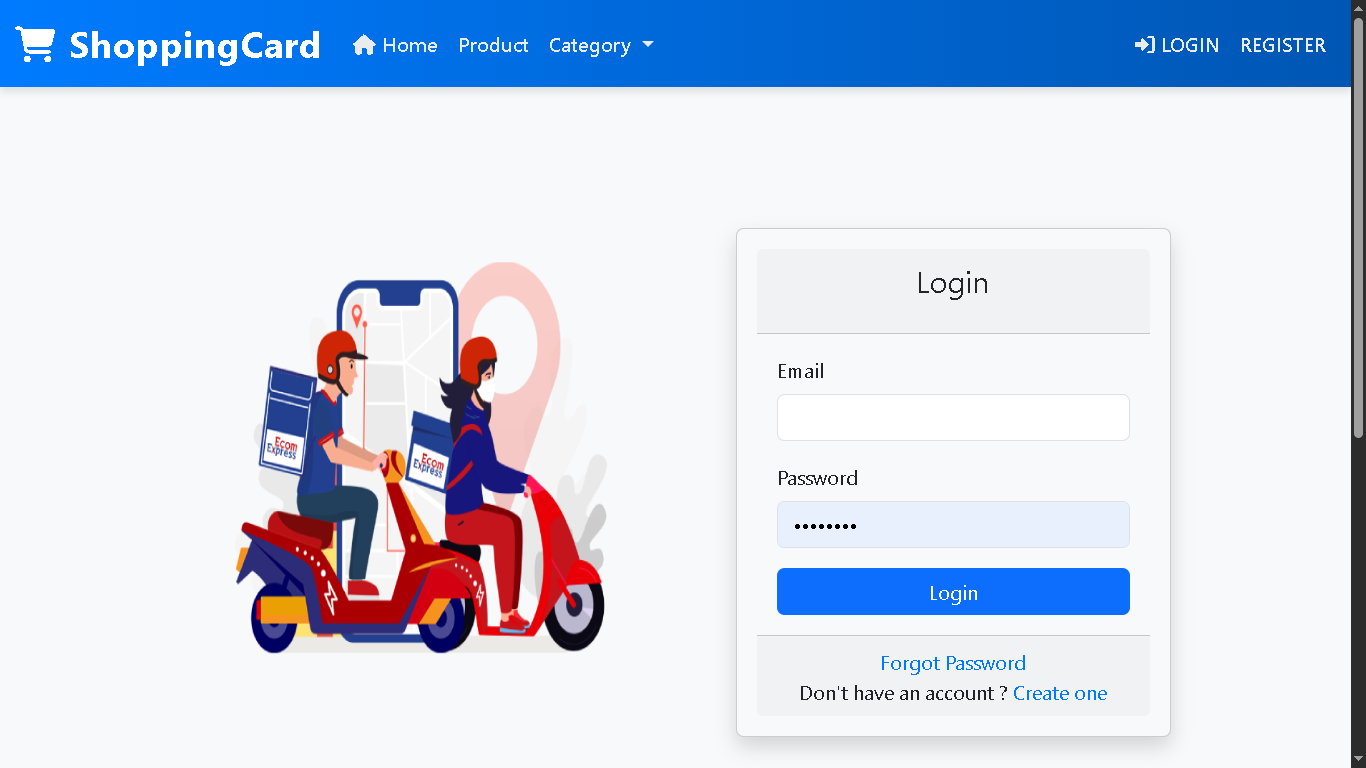 ShoppingCard Home Product Category LOGIN REGISTER
Login
Email
Password
••••••••
Login
Forgot Password
Don't have an account ? Create one
Ecom
Express
Ecom
Express